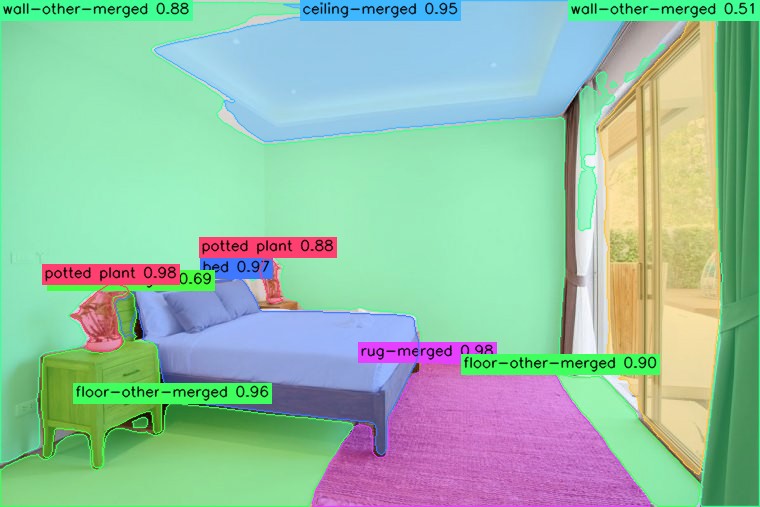 wall-other-merged 0.88
ceiling-merged 0.95
wall-other-merged 0.51
potted plant 0.88
bed 0.97
potted plant 0.98
0.69
rug-merged 0.98
floor-other-merged 0.90
floor-other-merged 0.96